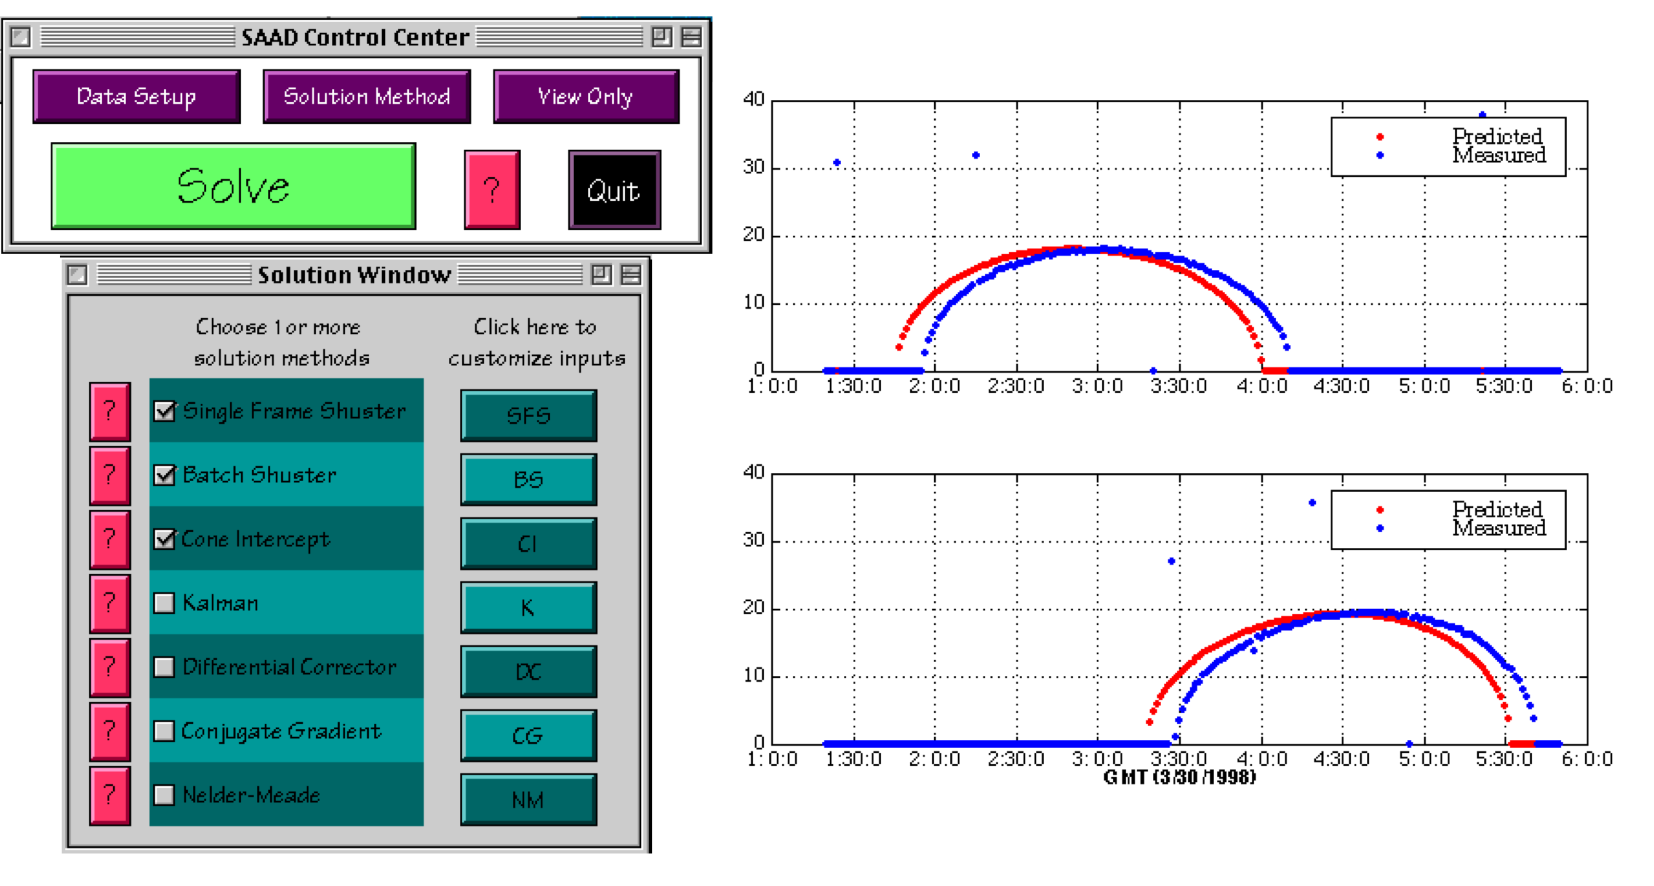 SAAD Control Center
Data Setup
Solution Method
View Only
Solve
?
Quit
Solution Window
Choose 1 or more
solution methods
Click here to
customize inputs
? Single Frame Shuster SFS
? Batch Shuster BS
? Cone Intercept CI
? Kalman K
? Differential Corrector DC
? Conjugate Gradient CG
? Nelder-Meade NM
40
30
20
10
0
Predicted
Measured
1:0:0 1:30:0 2:0:0 2:30:0 3:0:0 3:30:0 4:0:0 4:30:0 5:0:0 5:30:0 6:0:0
40
30
20
10
0
Predicted
Measured
1:0:0 1:30:0 2:0:0 2:30:0 3:0:0 3:30:0 4:0:0 4:30:0 5:0:0 5:30:0 6:0:0
GMT (3/30/1998)